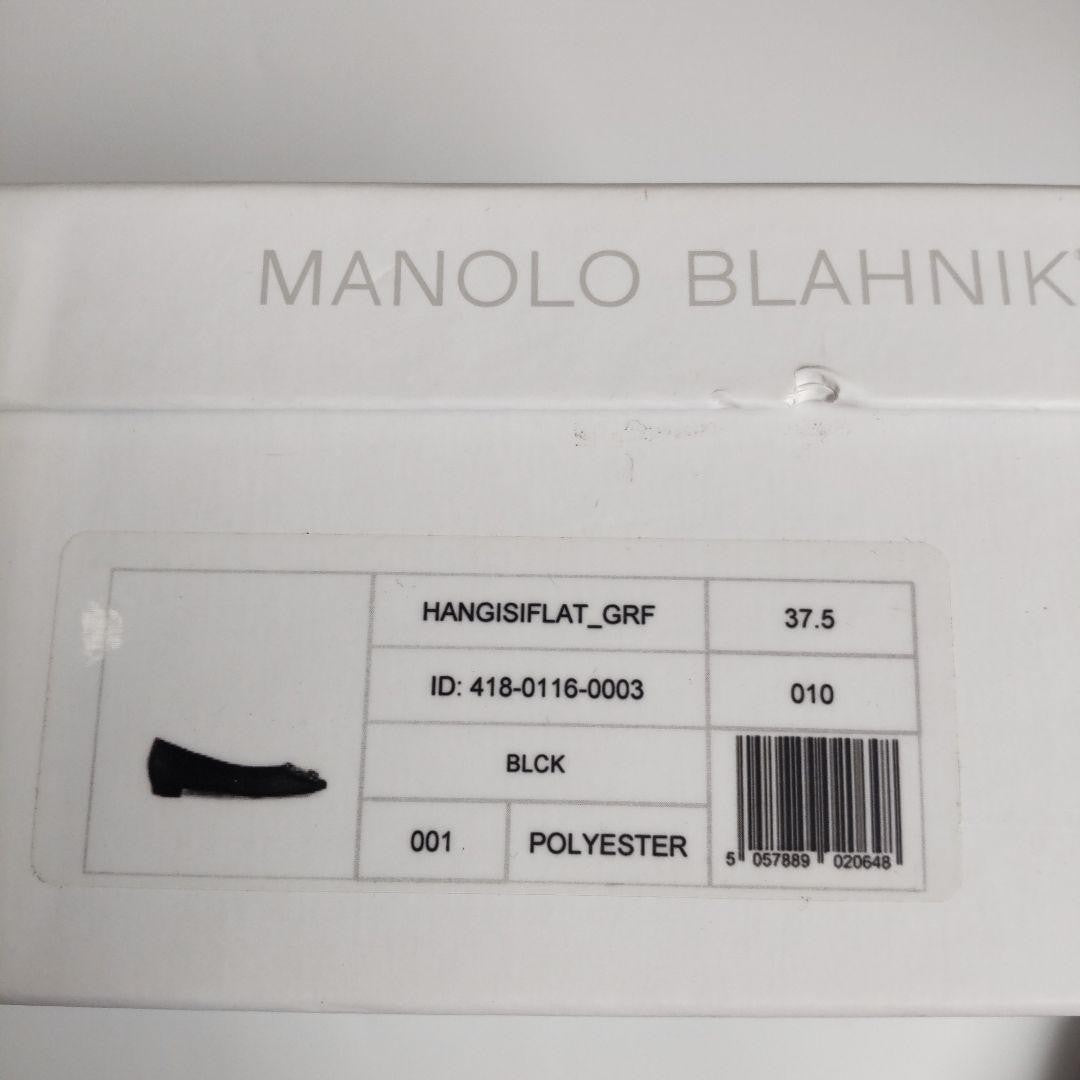 MANOLO BLAHNIK
HANGISIFLAT_GRF
37.5
ID: 418-0116-0003
010
BLCK
001
POLYESTER
5 057889 020648